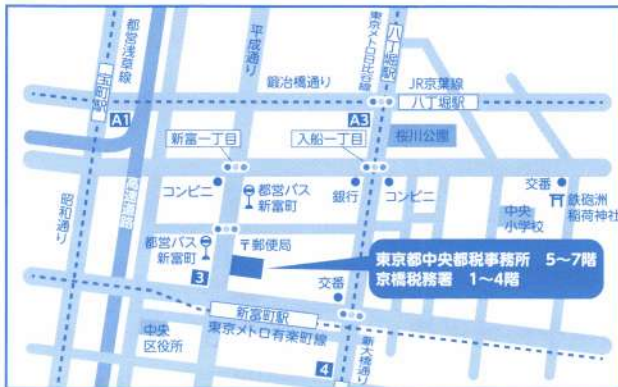 都営浅草線
宝町駅
A1
昭和通り
高速道路
平成通り
鍛冶橋通り
東京メトロ日比谷線
八丁堀駅
JR京葉線
八丁堀駅
A3
桜川公園
新富一丁目
入船一丁目
コンビニ
都営バス
新富町
銀行
コンビニ
交番
鉄砲洲
稲荷神社
中央
小学校
都営バス
新富町
〒郵便局
3
東京都中央都税事務所 5〜7階
京橋税務署 1〜4階
交番
新富町駅
東京メトロ有楽町線
中央
区役所
4
新大橋通り